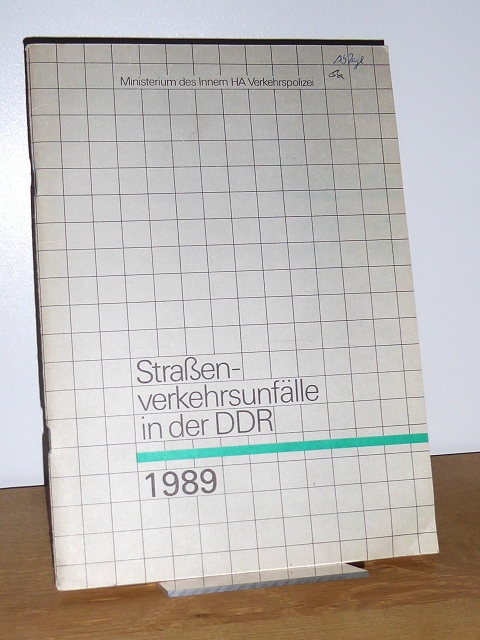 Ministerium des Innern HA Verkehrspolizei
Straßen-
verkehrsunfälle
in der DDR
1989